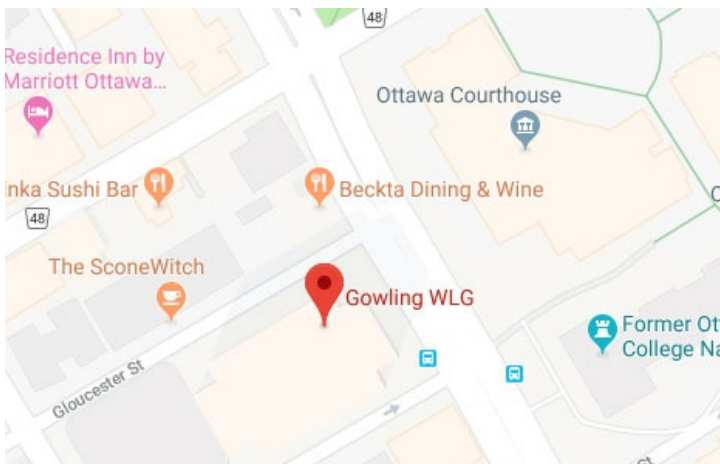 48
Residence Inn by
Marriott Ottawa...
Ottawa Courthouse
inka Sushi Bar
Beckta Dining & Wine
48
The SconeWitch
Gowling WLG
Former Ot
College Na
Gloucester St
St